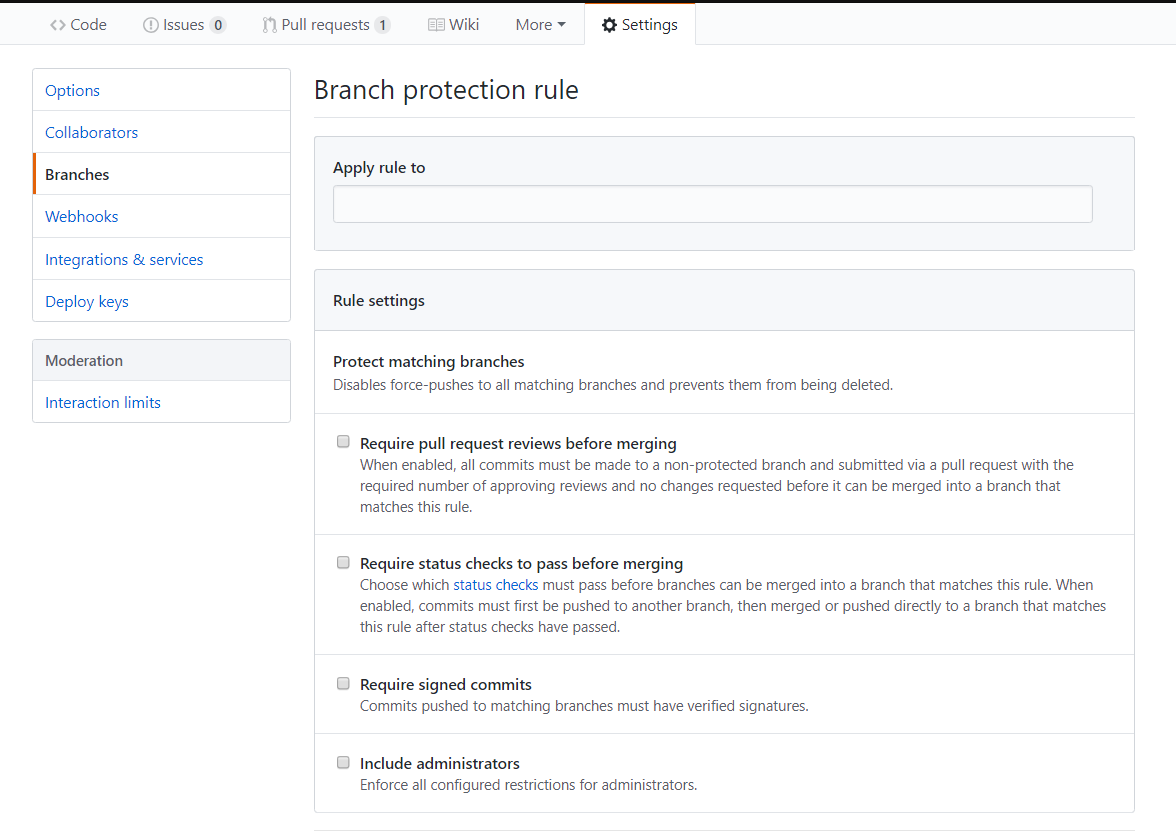 Code Issues 0 Pull requests 1 Wiki More Settings
Options
Collaborators
Branches
Webhooks
Integrations & services
Deploy keys
Moderation
Interaction limits
Branch protection rule
Apply rule to
Rule settings
Protect matching branches
Disables force-pushes to all matching branches and prevents them from being deleted.
Require pull request reviews before merging
When enabled, all commits must be made to a non-protected branch and submitted via a pull request with the
required number of approving reviews and no changes requested before it can be merged into a branch that
matches this rule.
Require status checks to pass before merging
Choose which status checks must pass before branches can be merged into a branch that matches this rule. When
enabled, commits must first be pushed to another branch, then merged or pushed directly to a branch that matches
this rule after status checks have passed.
Require signed commits
Commits pushed to matching branches must have verified signatures.
Include administrators
Enforce all configured restrictions for administrators.